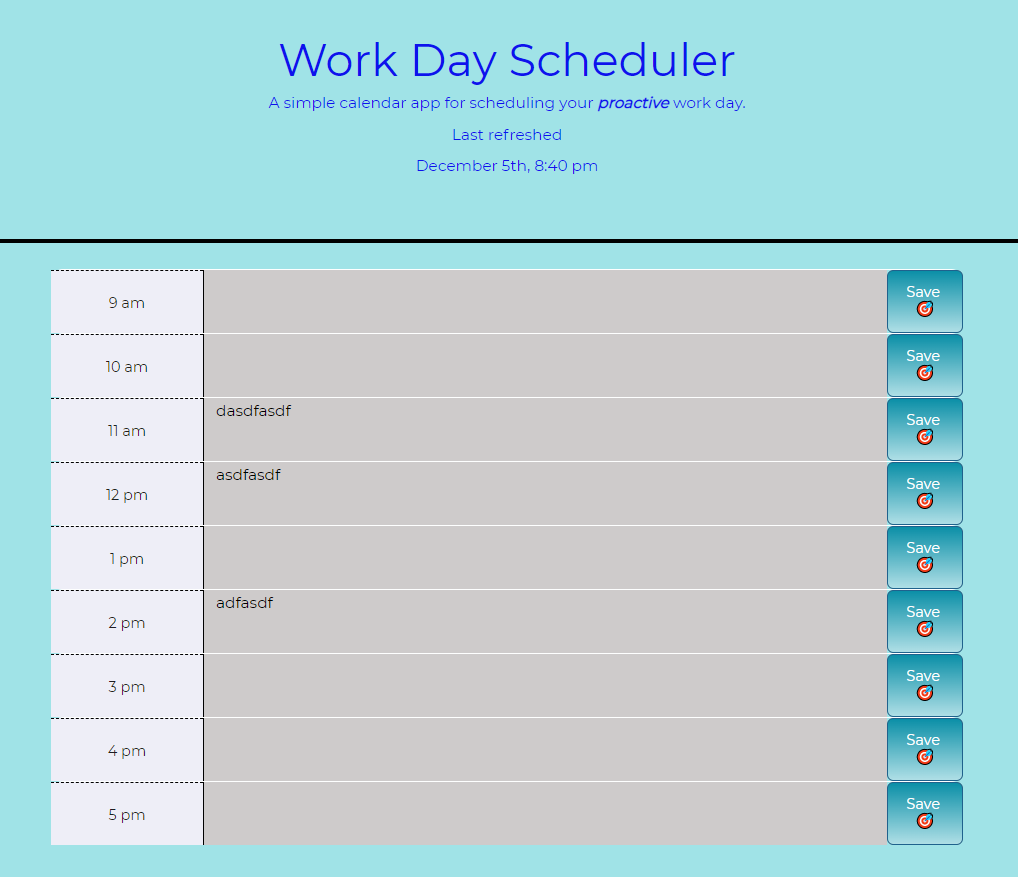 Work Day Scheduler
A simple calendar app for scheduling your proactive work day.
Last refreshed
December 5th, 8:40 pm
9 am
Save
10 am
Save
11 am
dasdfasdf
Save
12 pm
asdfasdf
Save
1 pm
Save
2 pm
adfasdf
Save
3 pm
Save
4 pm
Save
5 pm
Save